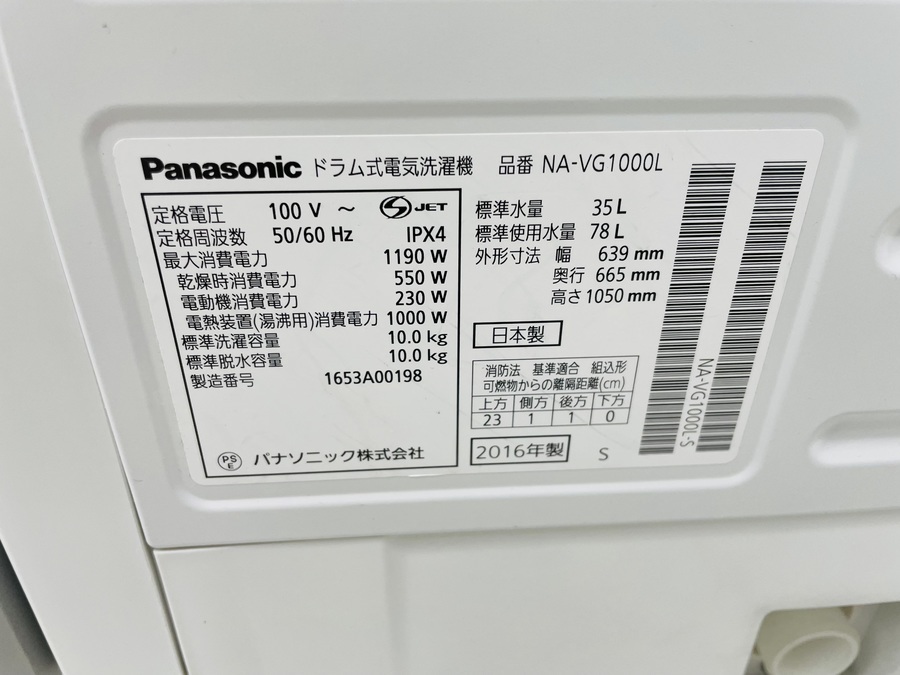 Panasonic ドラム式電気洗濯機 品番 NA-VG1000L
定格電圧 100 V ～ S JET
定格周波数 50/60 Hz IPX4
最大消費電力 1190 W
乾燥時消費電力 550 W
電動機消費電力 230 W
電熱装置(湯沸用)消費電力 1000 W
標準洗濯容量 10.0 kg
標準脱水容量 10.0 kg
製造番号 1653A00198
PSE パナソニック株式会社
標準水量 35 L
標準使用水量 78 L
外形寸法 幅 639 mm
奥行 665 mm
高さ 1050 mm
日本製
消防法 基準適合 組込形
可燃物からの離隔距離(cm)
上方 側方 後方 下方
23 1 1 0
2016年製 S
NA-VG1000L-S